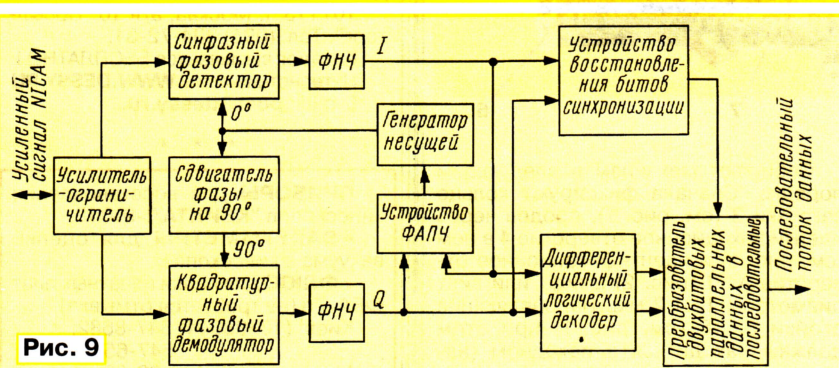 Усиленный
сигнал NICAM
Усилитель
-ограни-
читель
Синфазный
фазовый
детектор
ФНЧ
I
0°
Сдвигатель
фазы
на 90°
90°
Квадратур-
ный
фазовый
демодулятор
ФНЧ
Q
Генератор
несущей
Устройство
ФАПЧ
Устройство
восстановле-
ния битов
синхронизации
Дифферен-
циальный
логический
декодер
Преобразователь
двухбитовых
параллельных
данных в
последовательные
Последовательный
поток данных
Рис. 9